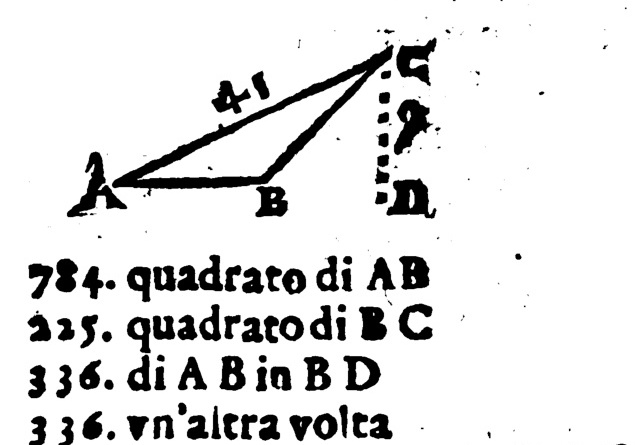 C
41
9
A
B
D
784. quadrato di AB
225. quadrato di B C
336. di A B in B D
336. vn'altra volta